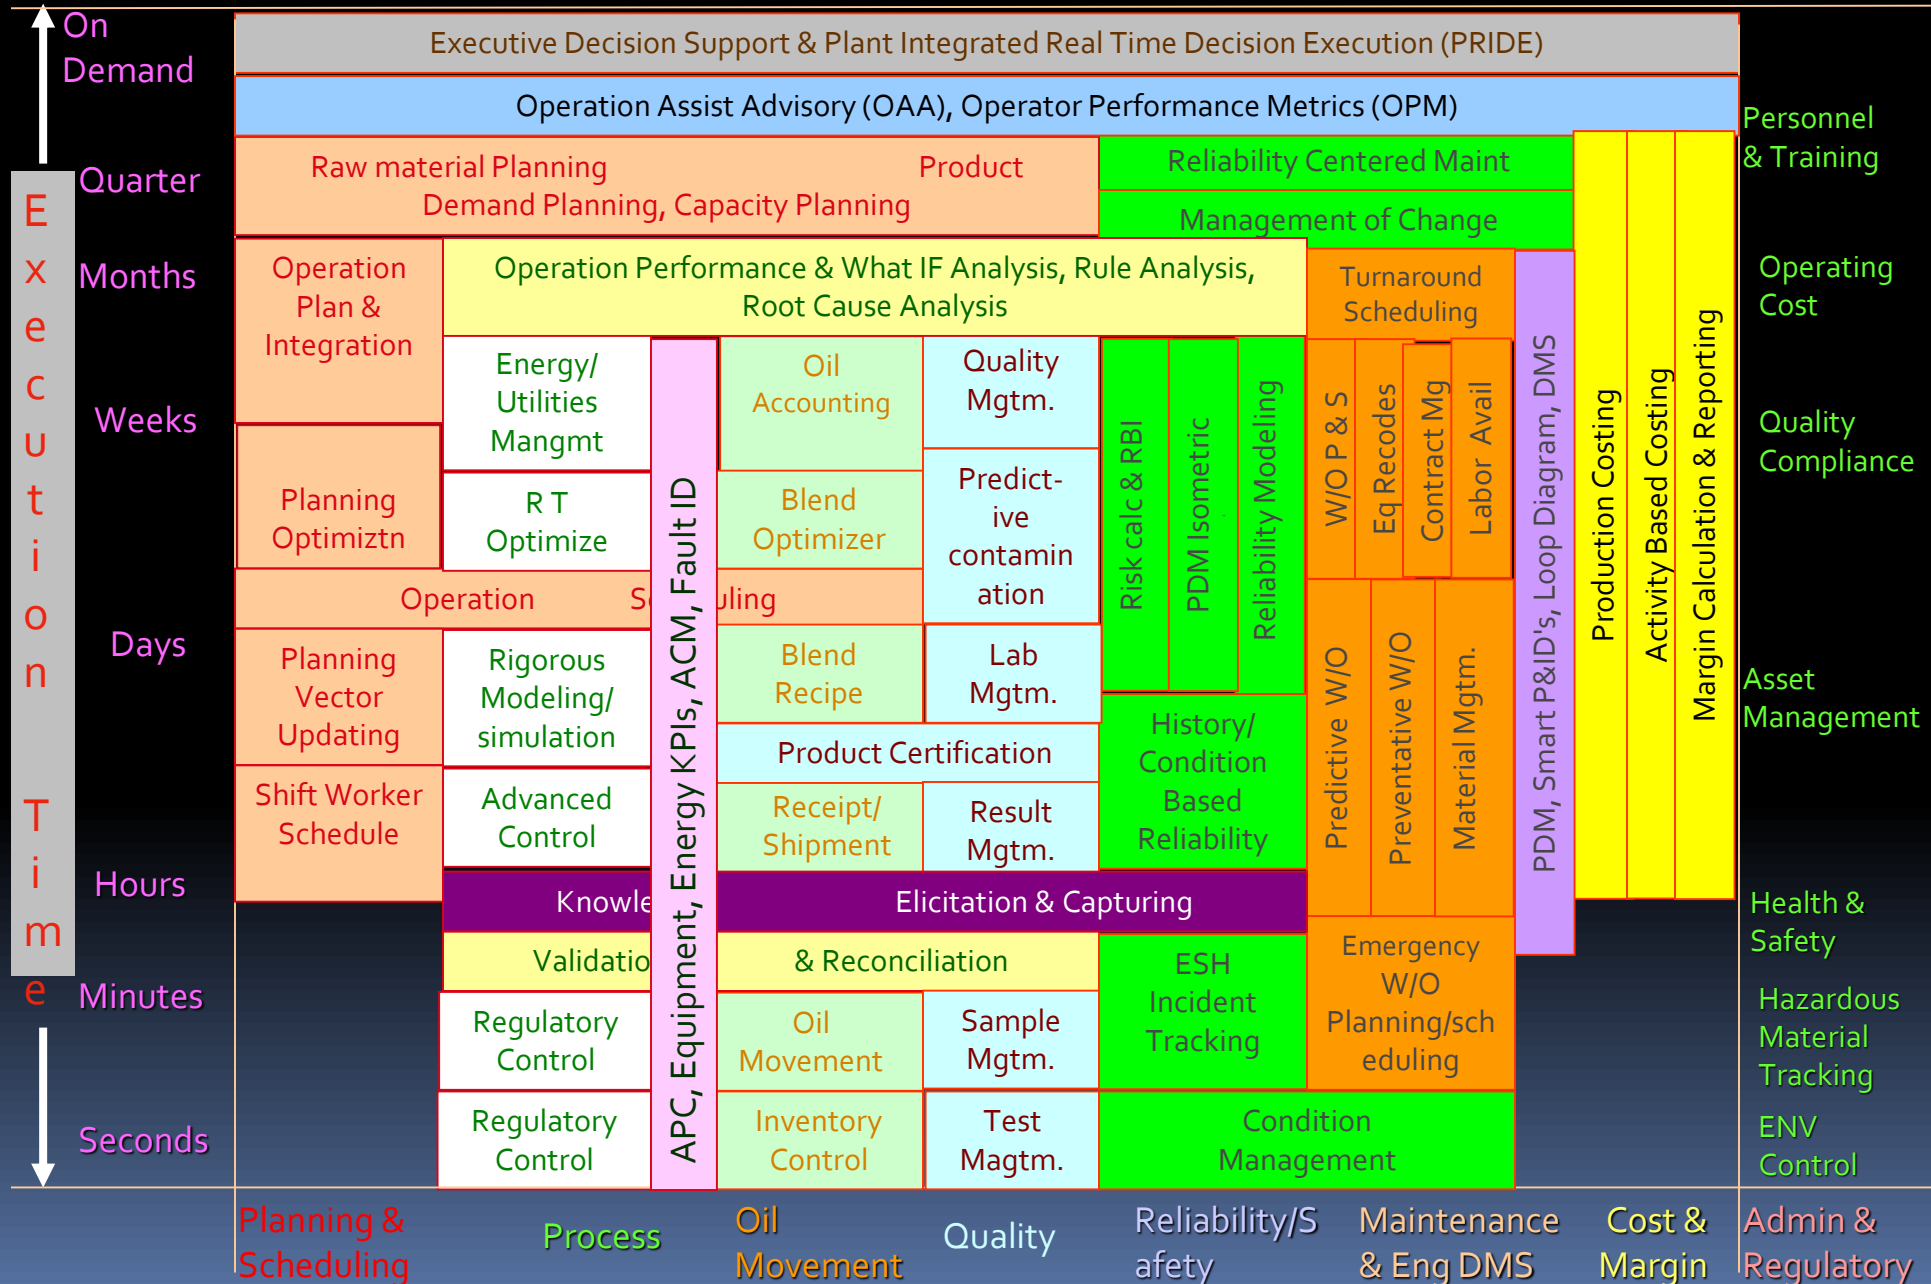 On
Demand
Executive Decision Support & Plant Integrated Real Time Decision Execution (PRIDE)
Operation Assist Advisory (OAA), Operator Performance Metrics (OPM)
Personnel
& Training
Execution Time
Quarter
Raw material Planning Product
Demand Planning, Capacity Planning
Reliability Centered Maint
Management of Change
Months
Operation
Plan &
Integration
Operation Performance & What IF Analysis, Rule Analysis,
Root Cause Analysis
Turnaround
Scheduling
Operating
Cost
Weeks
Energy/
Utilities
Mangmt
Oil
Accounting
Quality
Mgtm.
Quality
Compliance
Planning
Optimiztn
R T
Optimize
Blend
Optimizer
Predict-
ive
contamin
ation
APC, Equipment, Energy KPIs, ACM, Fault ID
Risk calc & RBI
PDM Isometric
Reliability Modeling
W/O P & S
Eq Recodes
Contract Mg
Labor Avail
PDM, Smart P&ID's, Loop Diagram, DMS
Production Costing
Activity Based Costing
Margin Calculation & Reporting
Operation S uling
Days
Planning
Vector
Updating
Rigorous
Modeling/
simulation
Blend
Recipe
Lab
Mgtm.
Asset
Management
Product Certification
History/
Condition
Based
Reliability
Predictive W/O
Preventative W/O
Material Mgtm.
Shift Worker
Schedule
Advanced
Control
Receipt/
Shipment
Result
Mgtm.
Hours
Knowle Elicitation & Capturing
Health &
Safety
Validatio & Reconciliation
ESH
Incident
Tracking
Emergency
W/O
Planning/sch
eduling
Minutes
Regulatory
Control
Oil
Movement
Sample
Mgtm.
Hazardous
Material
Tracking
Seconds
Regulatory
Control
Inventory
Control
Test
Magtm.
Condition
Management
ENV
Control
Planning &
Scheduling
Process
Oil
Movement
Quality
Reliability/S
afety
Maintenance
& Eng DMS
Cost &
Margin
Admin &
Regulatory